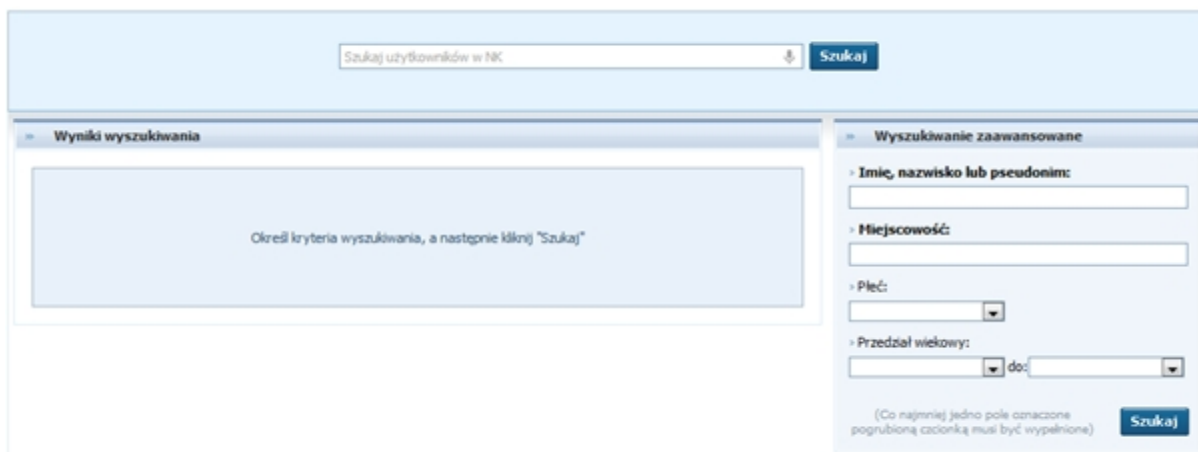 Szukaj użytkowników w NK
Szukaj
Wyniki wyszukiwania
Określ kryteria wyszukiwania, a następnie kliknij "Szukaj"
Wyszukiwanie zaawansowane
Imię, nazwisko lub pseudonim:
Miejscowość:
Płeć:
Przedział wiekowy:
do:
(Co najmniej jedno pole oznaczone
pogrubioną czcionką musi być wypełnione)
Szukaj